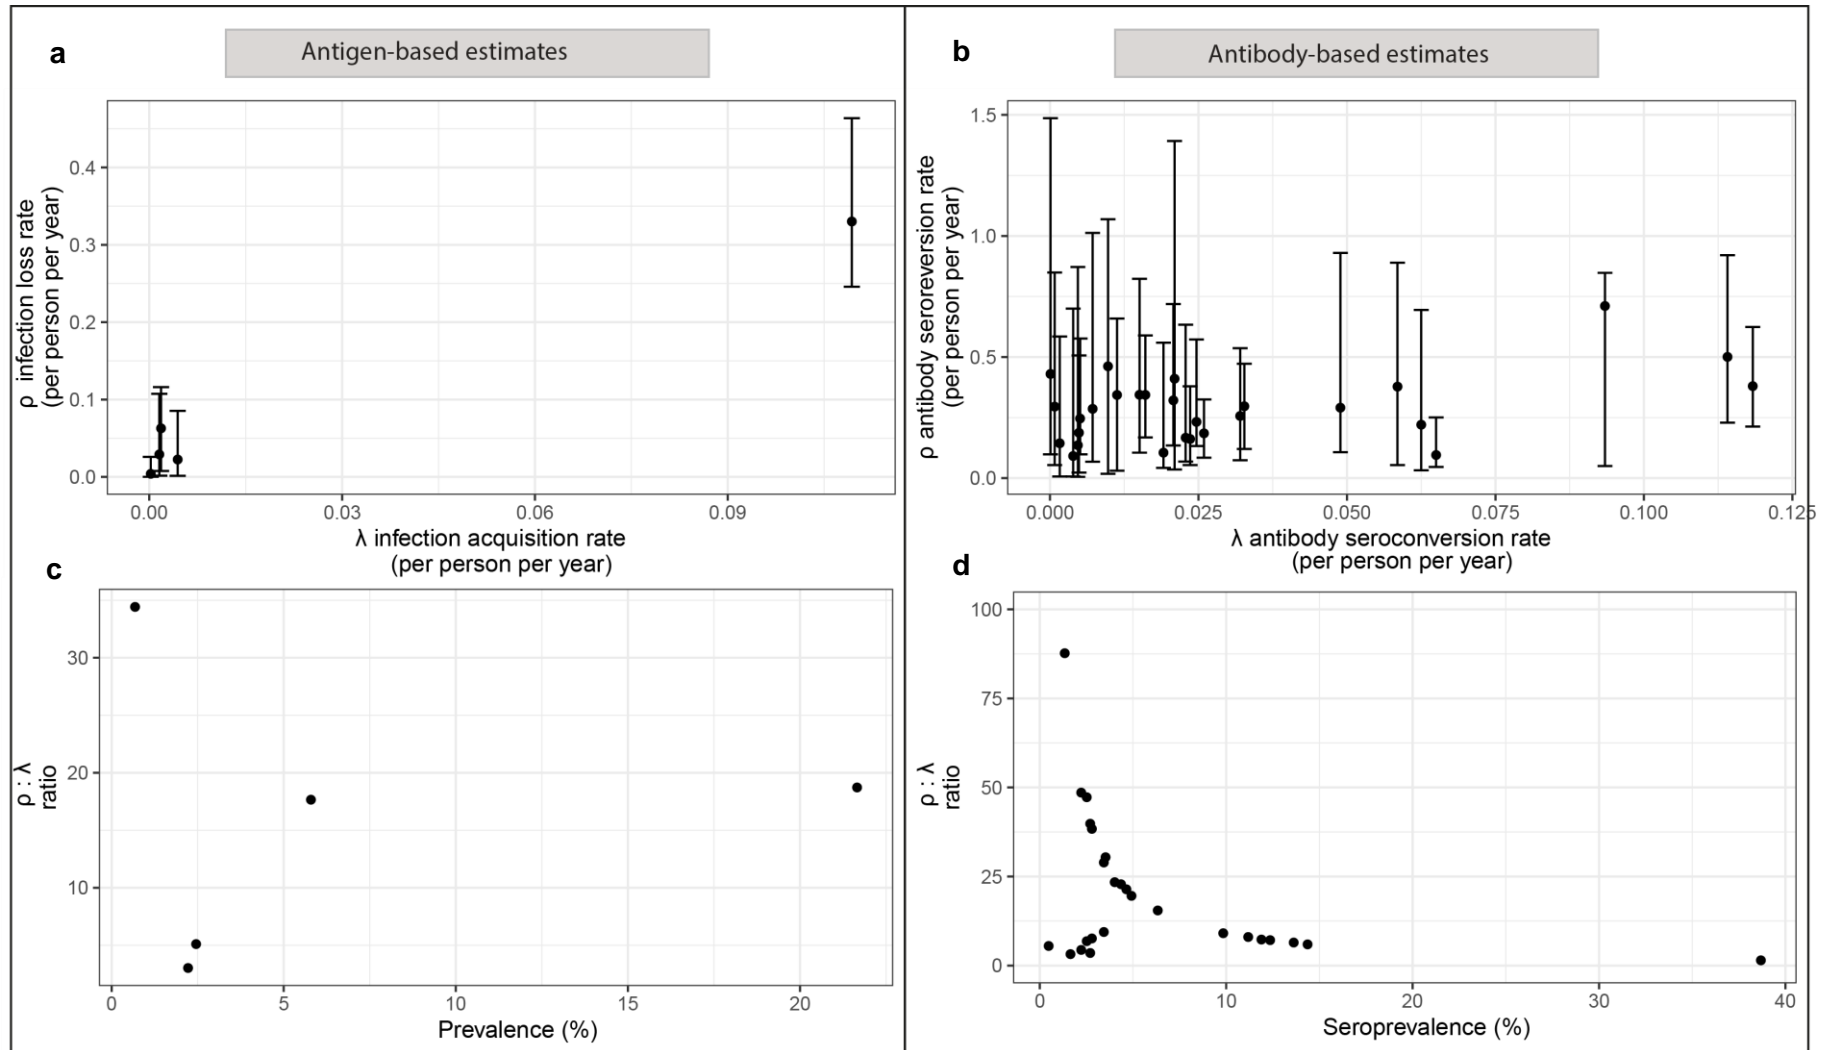 a
Antigen-based estimates
ρ infection loss rate
(per person per year)
0.4
0.3
0.2
0.1
0.0
0.00
0.03
0.06
0.09
λ infection acquisition rate
(per person per year)
b
Antibody-based estimates
ρ antibody seroreversion rate
(per person per year)
1.5
1.0
0.5
0.0
0.000
0.025
0.050
0.075
0.100
0.125
λ antibody seroconversion rate
(per person per year)
c
ρ : λ
ratio
30
20
10
0
5
10
15
20
Prevalence (%)
d
ρ : λ
ratio
100
75
50
25
0
0
10
20
30
40
Seroprevalence (%)